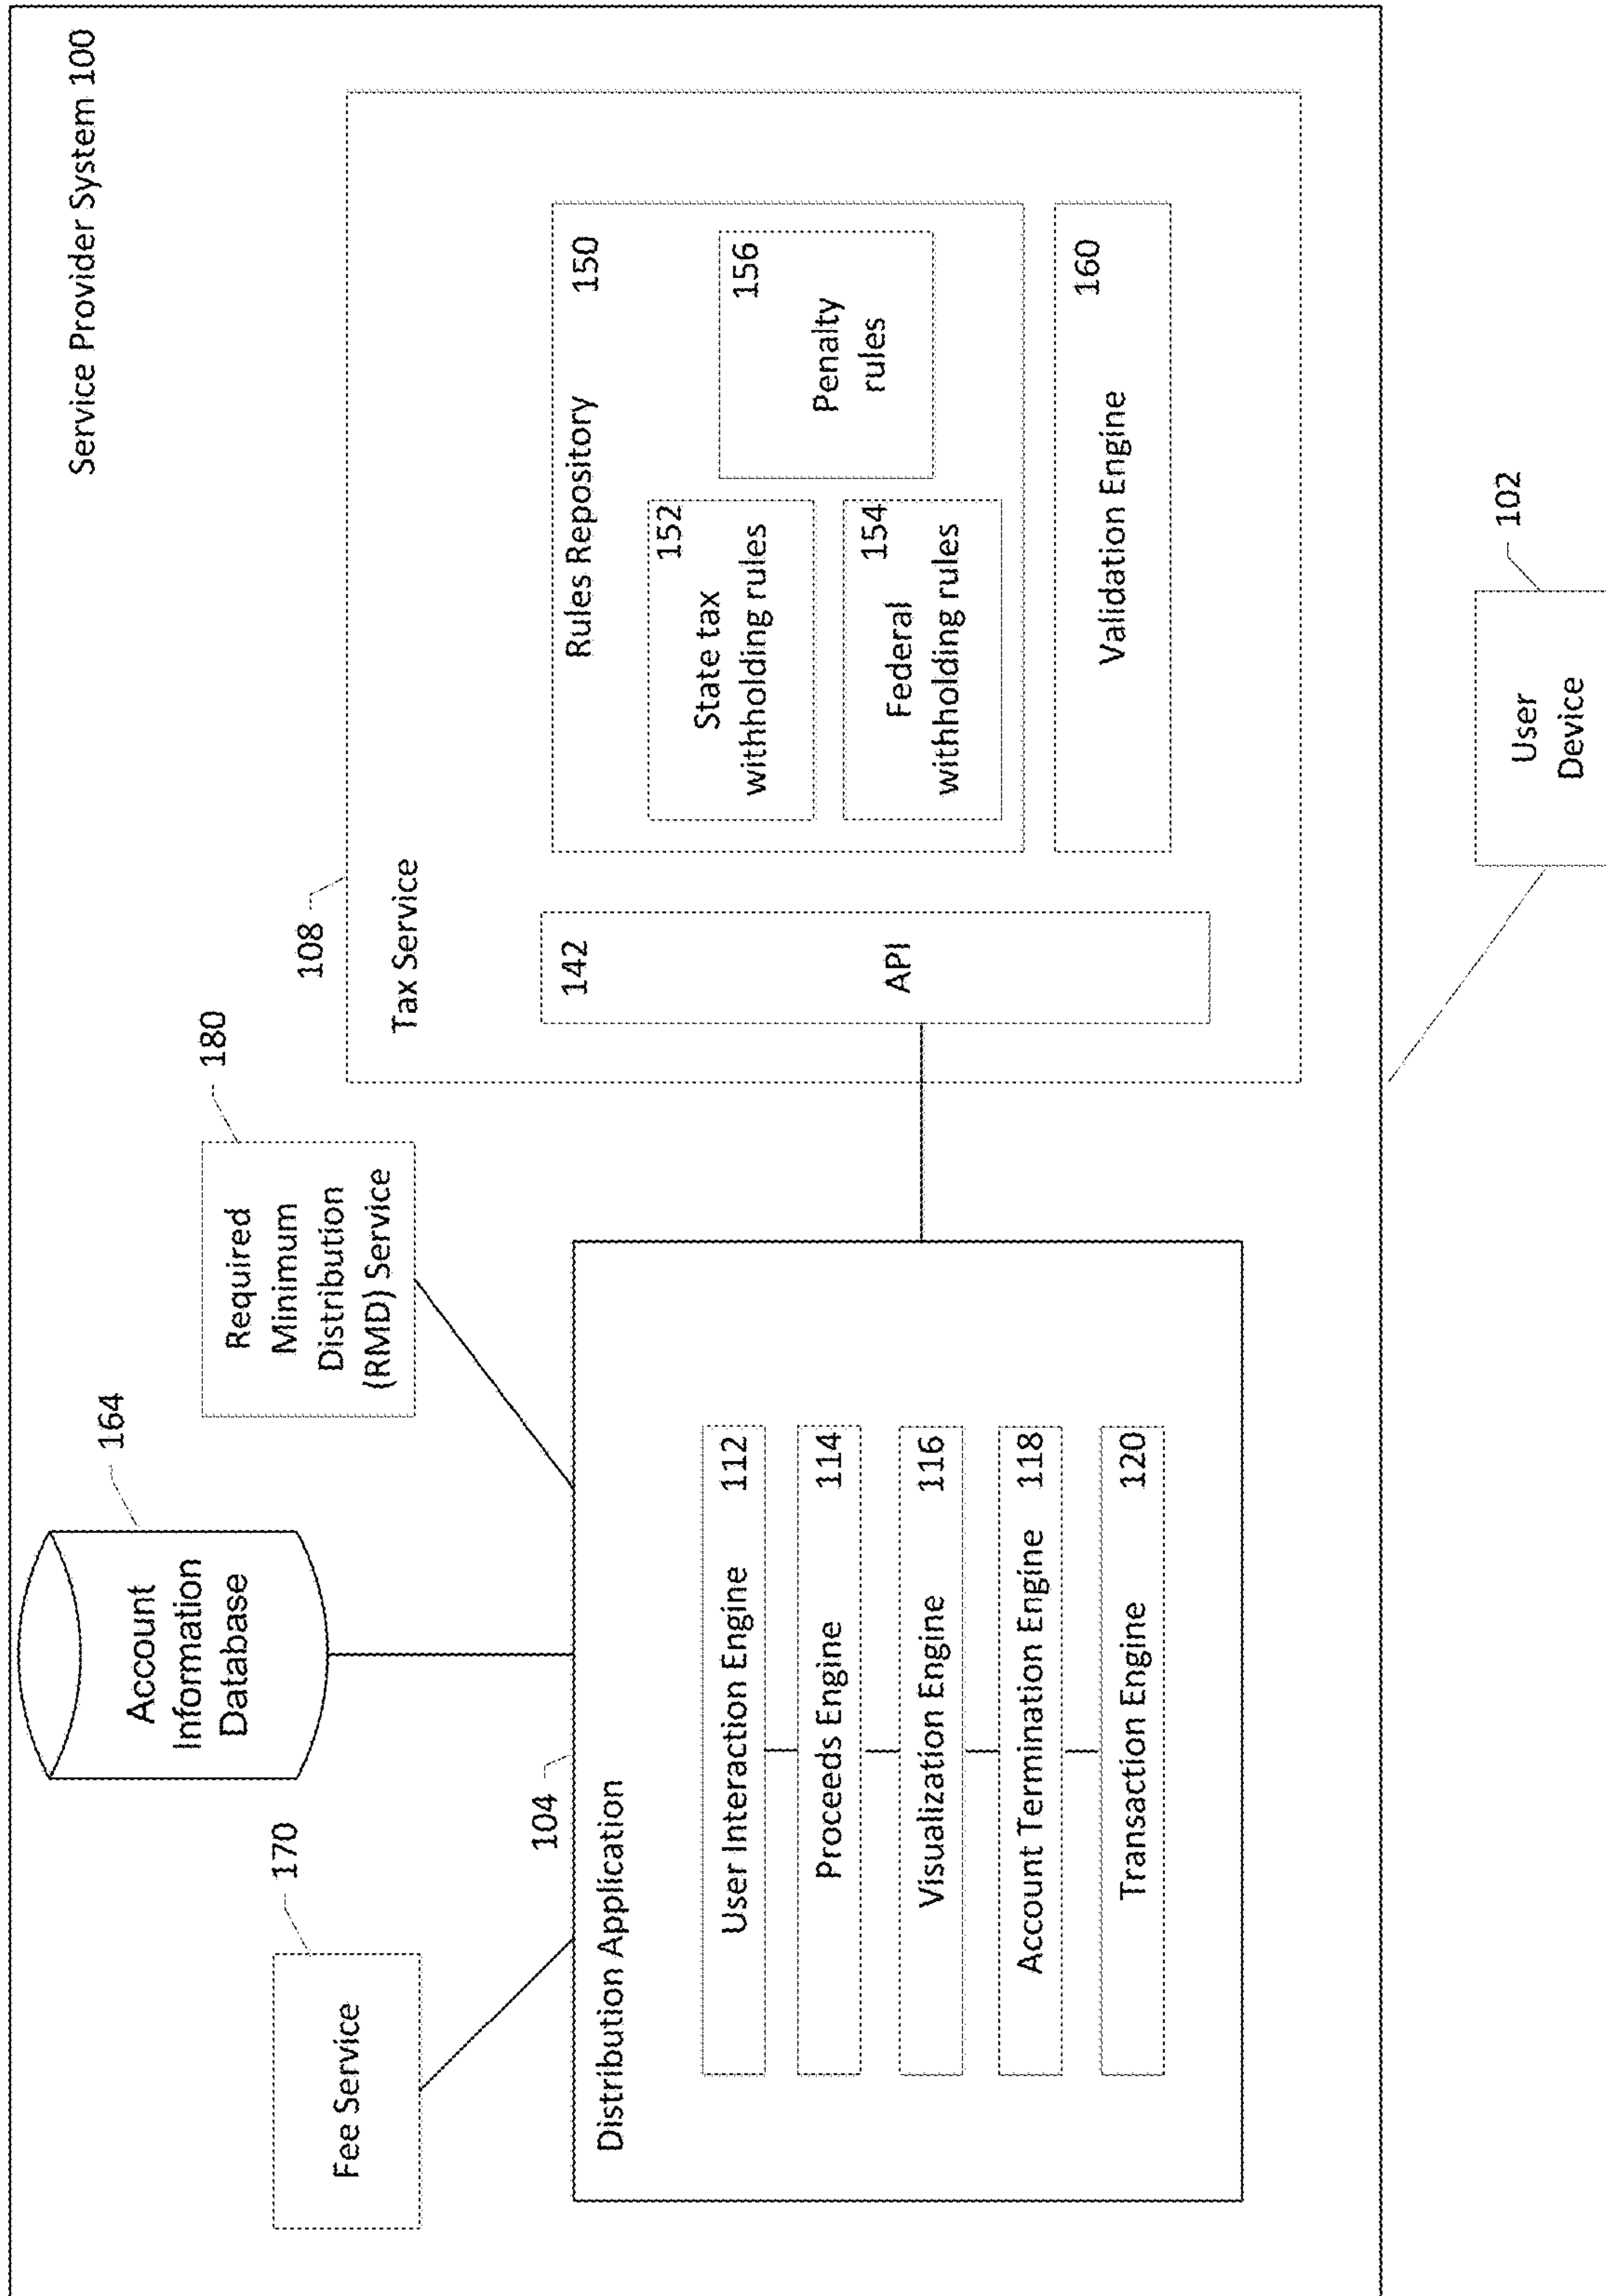 Service Provider System 100
170
Fee Service
164
Account
Information
Database
180
Required
Minimum
Distribution
(RMD) Service
104
Distribution Application
User Interaction Engine 112
Proceeds Engine 114
Visualization Engine 116
Account Termination Engine 118
Transaction Engine 120
108
Tax Service
142
API
Rules Repository 150
152
State tax
withholding rules
154
Federal
withholding rules
156
Penalty
rules
160
Validation Engine
102
User
Device